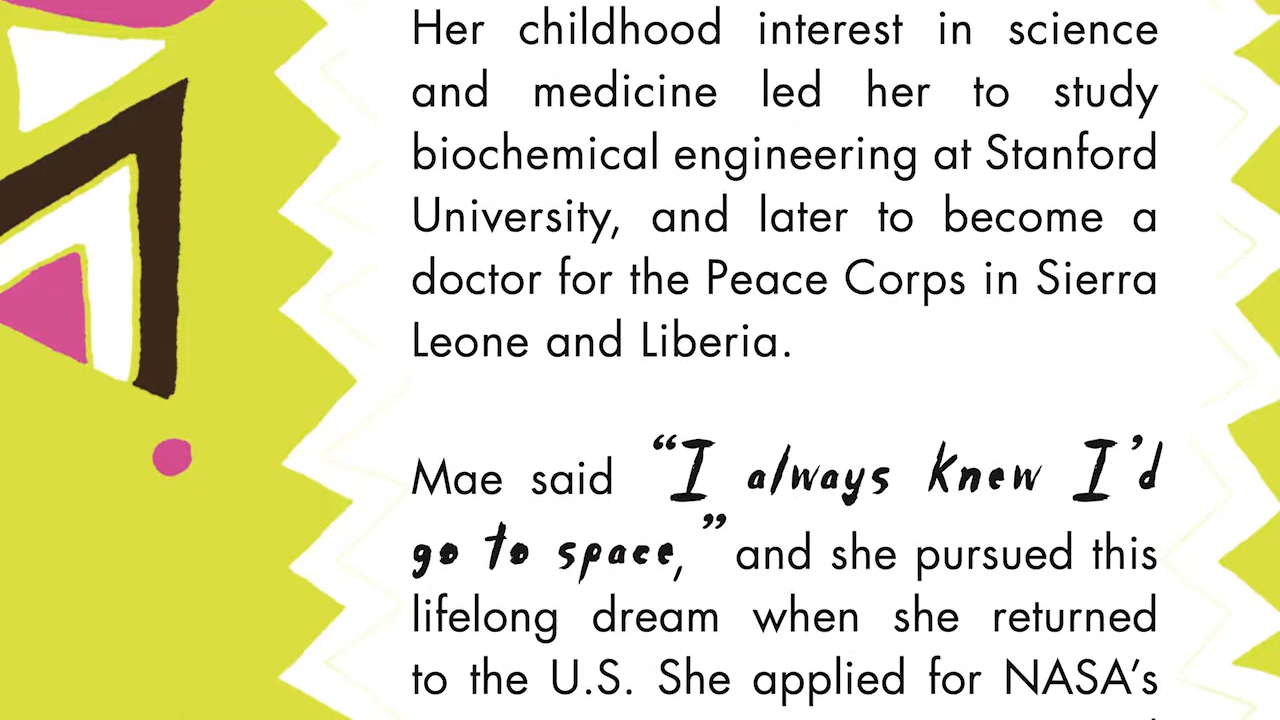 Her childhood interest in science
and medicine led her to study
biochemical engineering at Stanford
University, and later to become a
doctor for the Peace Corps in Sierra
Leone and Liberia.
Mae said “I always knew I’d
go to space,” and she pursued this
lifelong dream when she returned
to the U.S. She applied for NASA’s